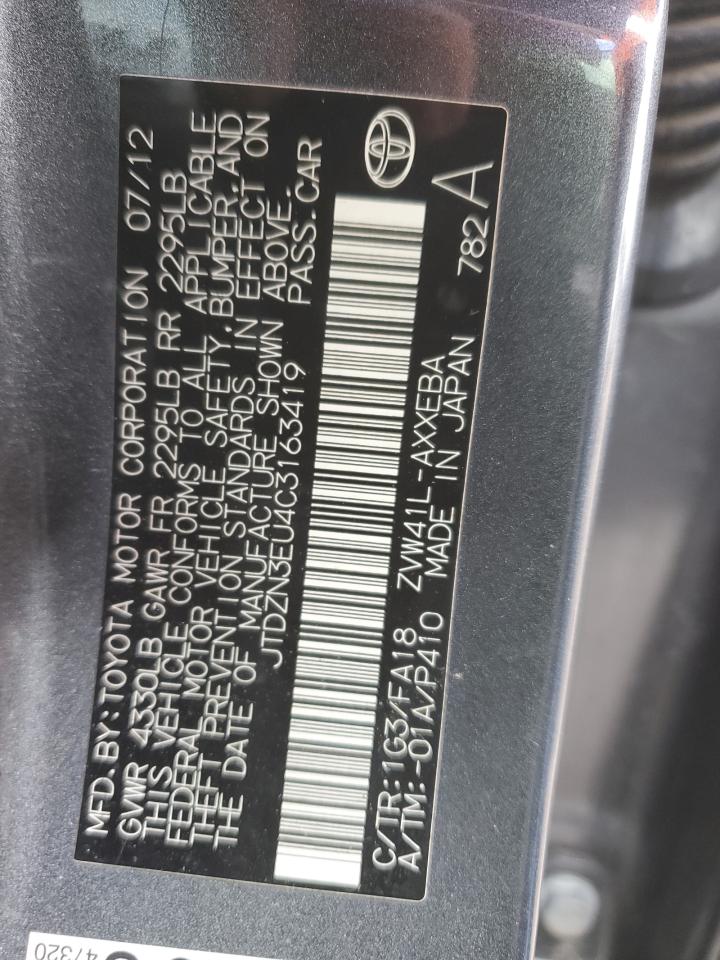 MFD. BY: TOYOTA MOTOR CORPORATION 07/12
GVWR 4330LB GAWR FR 2295LB RR 2295LB
THIS VEHICLE CONFORMS TO ALL APPLICABLE
FEDERAL MOTOR VEHICLE SAFETY, BUMPER, AND
THEFT PREVENTION STANDARDS IN EFFECT ON
THE DATE OF MANUFACTURE SHOWN ABOVE.
JTDZN3EU4C3163419 PASS. CAR
C/TR: 1G3/FA18 ZVW41L-AXXEBA
A/TM: -01A/P410 MADE IN JAPAN 782 A
47320